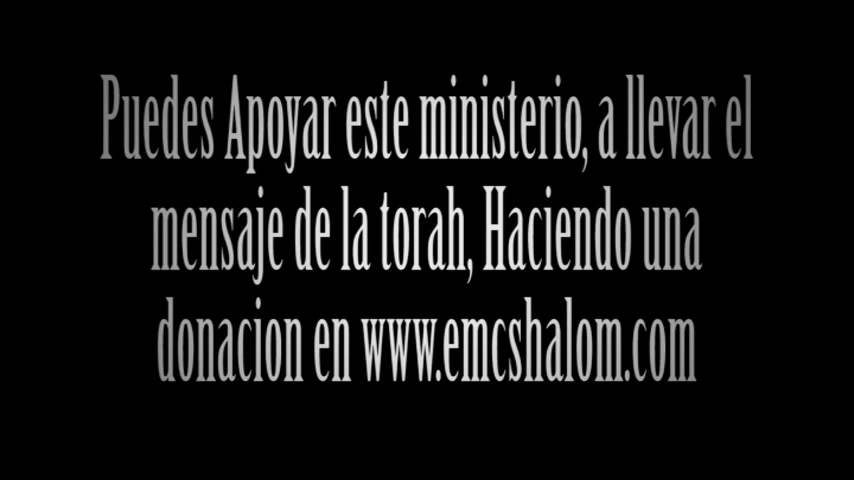 Puedes Apoyar este ministerio, a llevar el
mensaje de la torah, Haciendo una
donacion en www.emcshalom.com